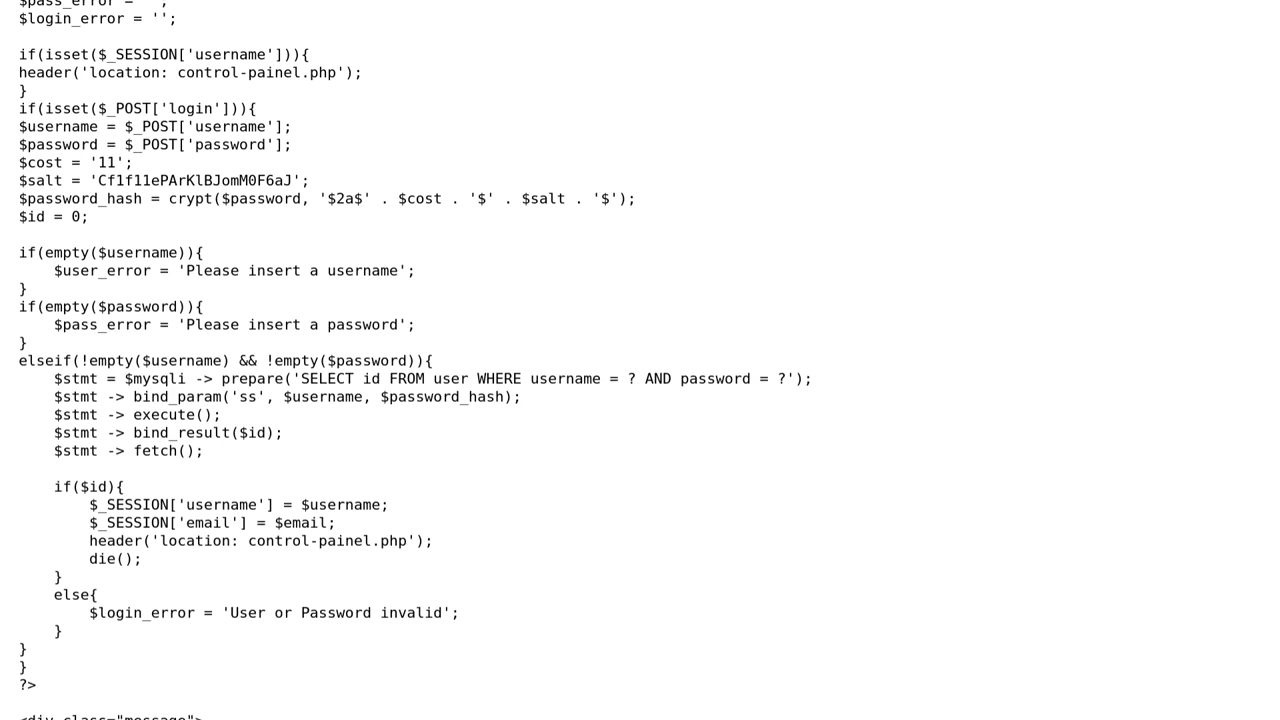 $pass_error = '';
$login_error = '';
if(isset($_SESSION['username'])){
header('location: control-painel.php');
}
if(isset($_POST['login'])){
$username = $_POST['username'];
$password = $_POST['password'];
$cost = '11';
$salt = 'Cf1f11ePArKlBJomM0F6aJ';
$password_hash = crypt($password, '$2a$' . $cost . '$' . $salt . '$');
$id = 0;
if(empty($username)){
$user_error = 'Please insert a username';
}
if(empty($password)){
$pass_error = 'Please insert a password';
}
elseif(!empty($username) && !empty($password)){
$stmt = $mysqli -> prepare('SELECT id FROM user WHERE username = ? AND password = ?');
$stmt -> bind_param('ss', $username, $password_hash);
$stmt -> execute();
$stmt -> bind_result($id);
$stmt -> fetch();
if($id){
$_SESSION['username'] = $username;
$_SESSION['email'] = $email;
header('location: control-painel.php');
die();
}
else{
$login_error = 'User or Password invalid';
}
}
}
?>
<div class="message">